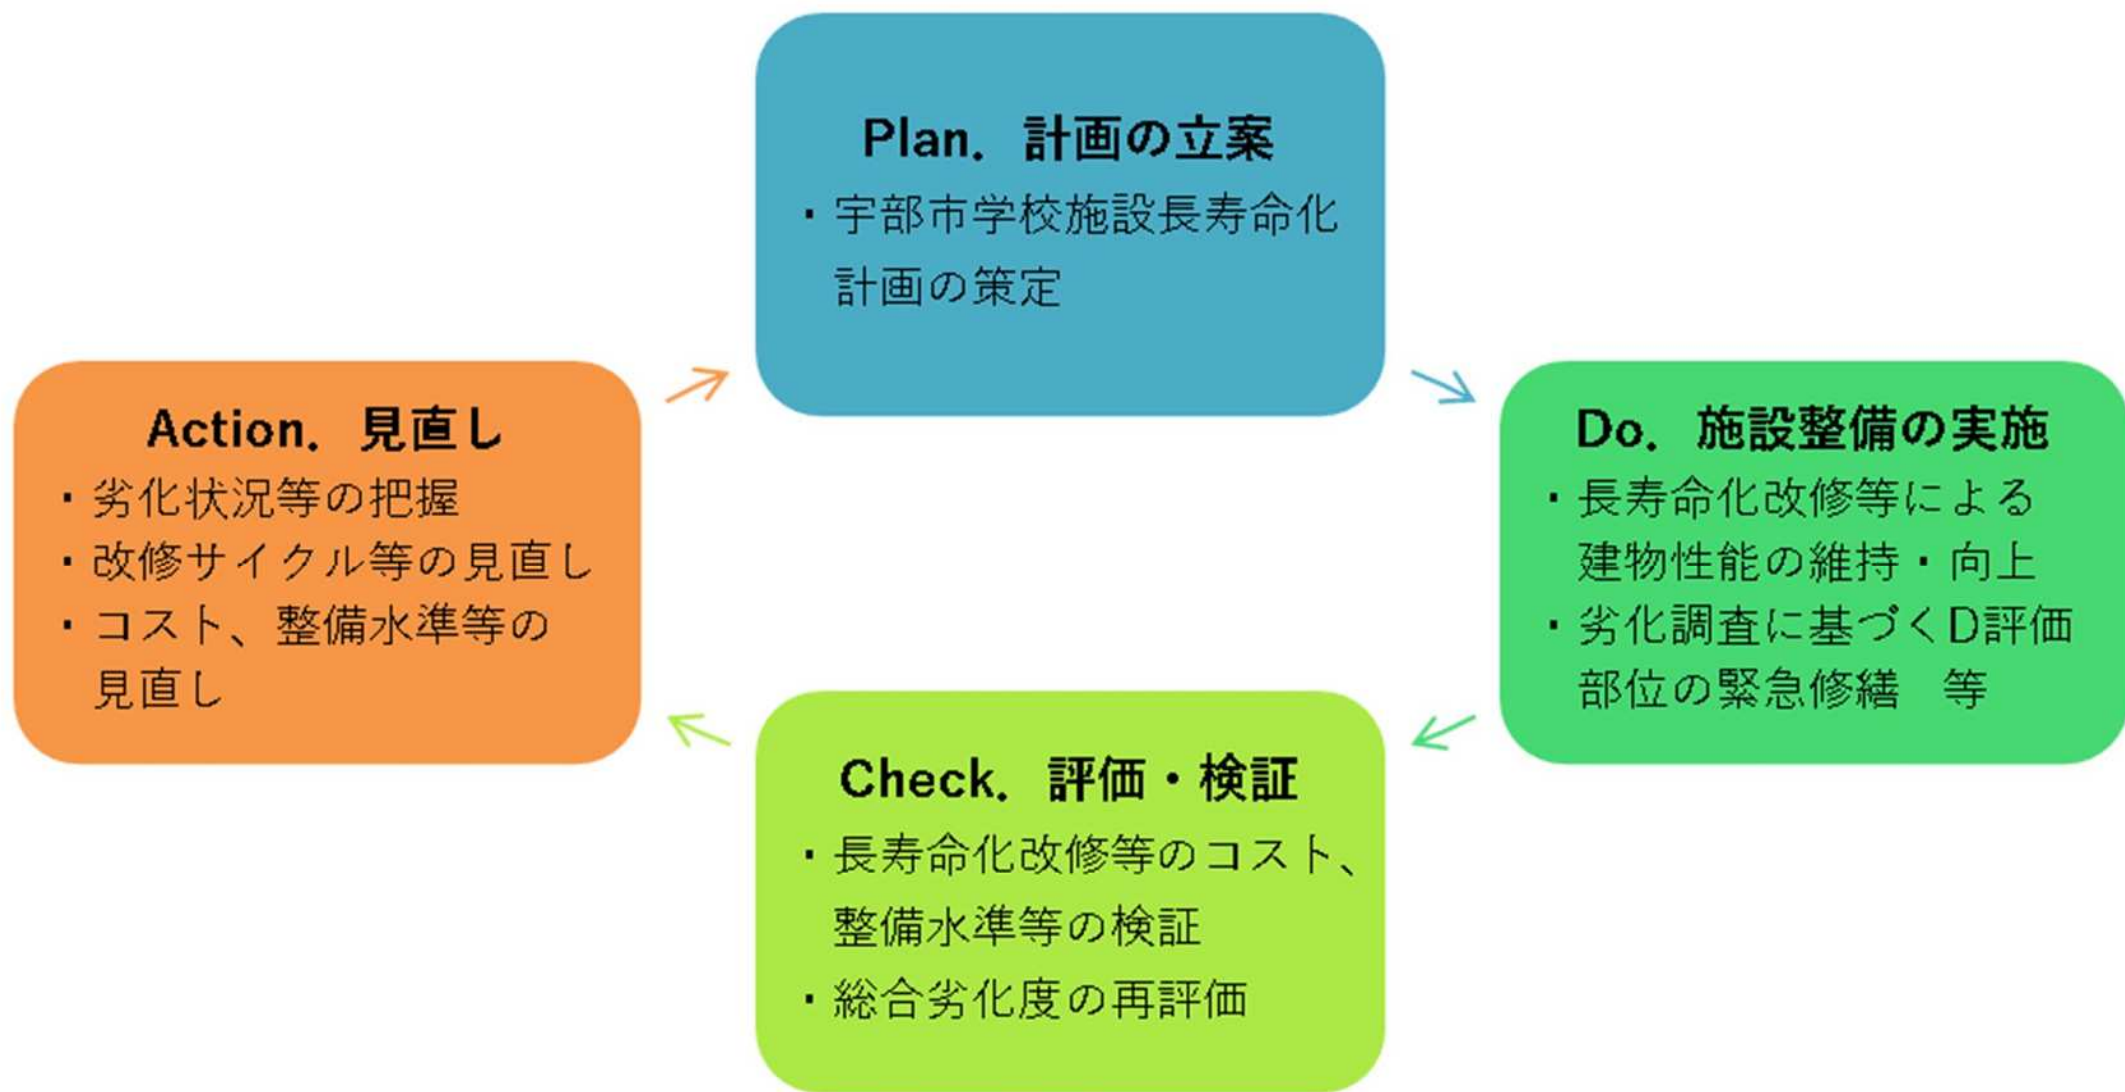 Plan．計画の立案
・宇部市学校施設長寿命化
計画の策定
Do．施設整備の実施
・長寿命化改修等による
建物性能の維持・向上
・劣化調査に基づくD評価
部位の緊急修繕　等
Check．評価・検証
・長寿命化改修等のコスト、
整備水準等の検証
・総合劣化度の再評価
Action．見直し
・劣化状況等の把握
・改修サイクル等の見直し
・コスト、整備水準等の
見直し